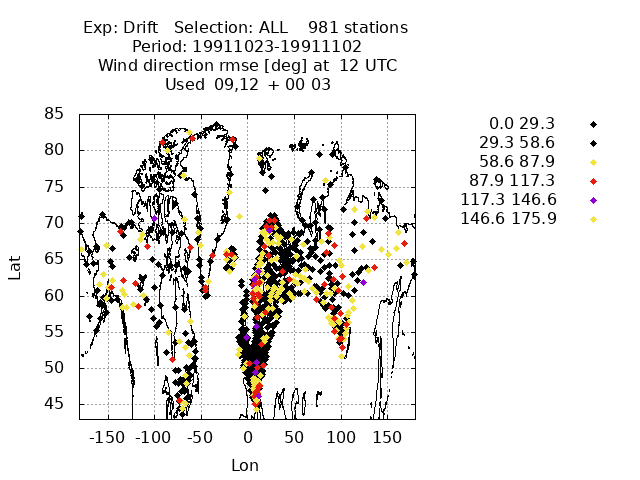 Exp: Drift   Selection: ALL    981 stations
Period: 19911023-19911102
Wind direction rmse [deg] at  12 UTC
Used  09,12  + 00 03
85
80
75
70
65
60
55
50
45
Lat
-150 -100 -50 0 50 100 150
Lon
0.0 29.3
29.3 58.6
58.6 87.9
87.9 117.3
117.3 146.6
146.6 175.9